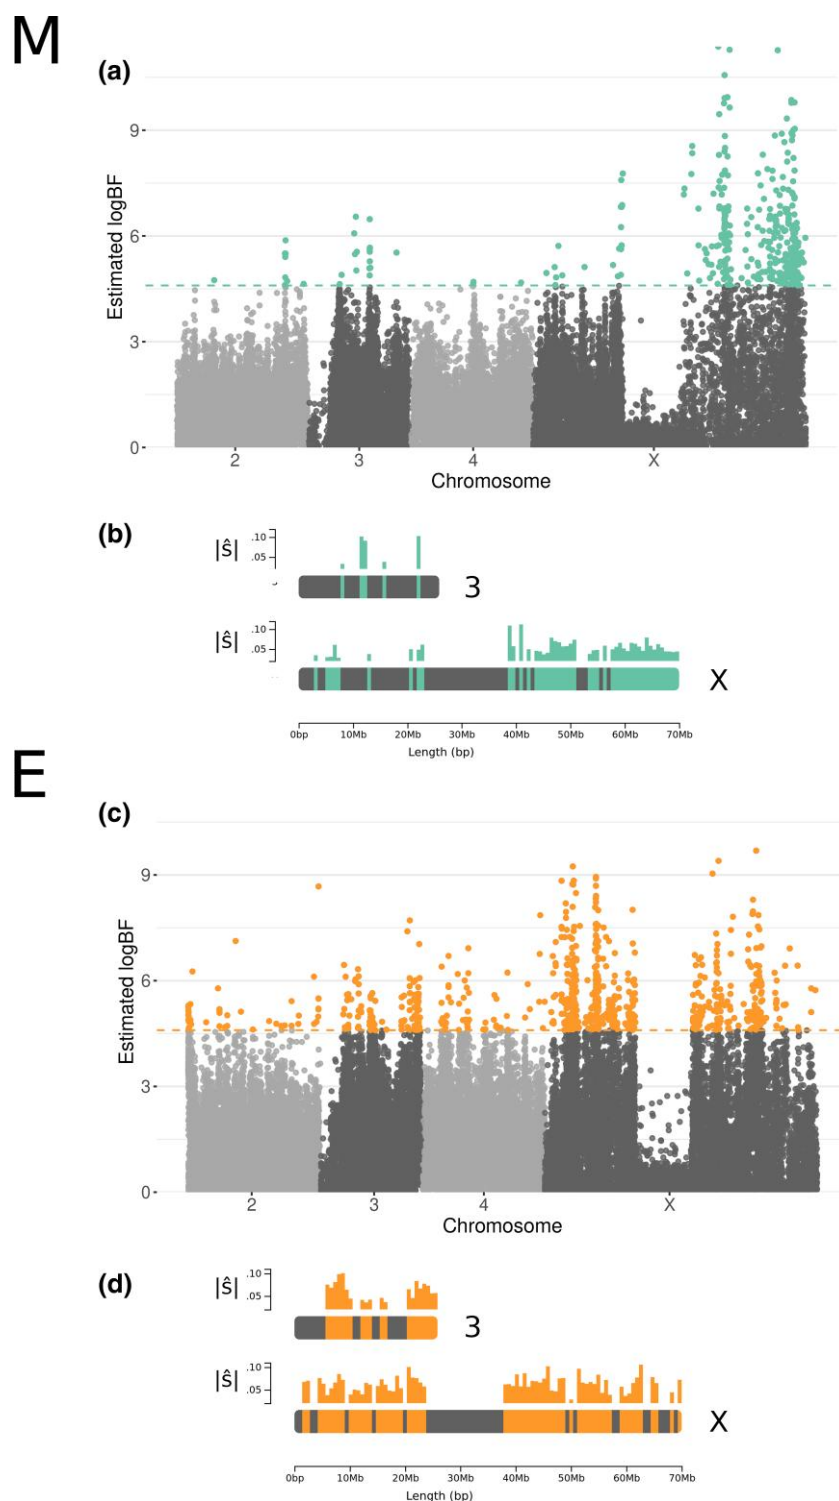 M
(a)
9
6
3
0
Estimated logBF
2 3 4 X
Chromosome
(b)
|ŝ|
.10
.05
3
|ŝ|
.10
.05
X
0bp 10Mb 20Mb 30Mb 40Mb 50Mb 60Mb 70Mb
Length (bp)
E
(c)
9
6
3
0
Estimated logBF
2 3 4 X
Chromosome
(d)
|ŝ|
.10
.05
3
|ŝ|
.10
.05
X
0bp 10Mb 20Mb 30Mb 40Mb 50Mb 60Mb 70Mb
Length (bp)